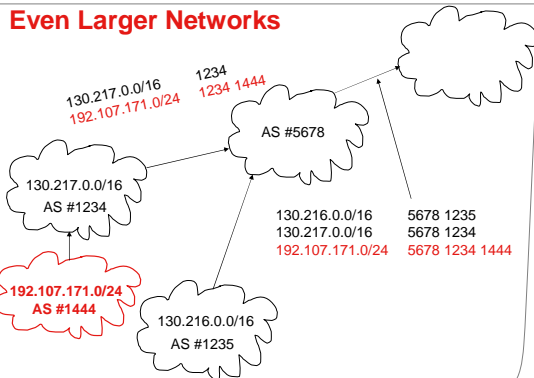 Even Larger Networks
130.217.0.0/16 1234
192.107.171.0/24 1234 1444
AS #5678
130.217.0.0/16
AS #1234
130.216.0.0/16 5678 1235
130.217.0.0/16 5678 1234
192.107.171.0/24 5678 1234 1444
192.107.171.0/24
AS #1444
130.216.0.0/16
AS #1235